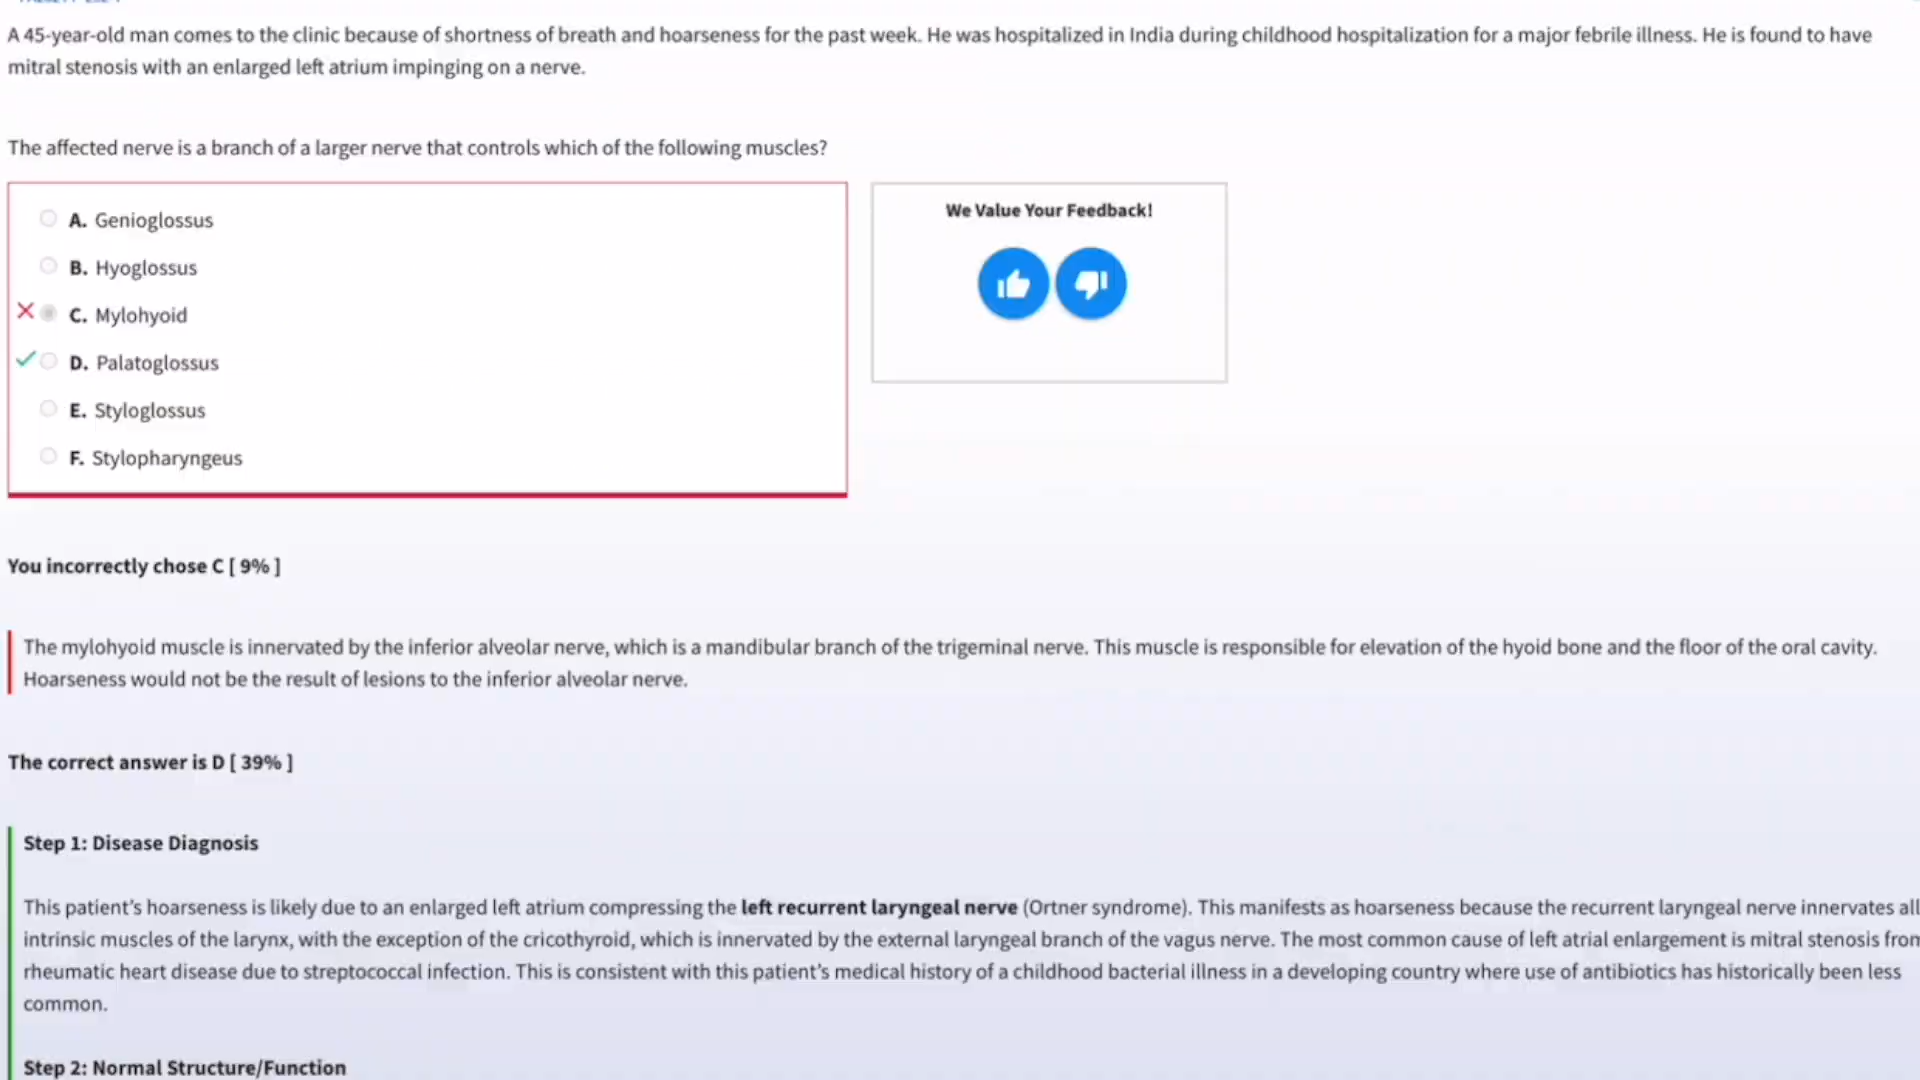 A 45-year-old man comes to the clinic because of shortness of breath and hoarseness for the past week. He was hospitalized in India during childhood hospitalization for a major febrile illness. He is found to have
mitral stenosis with an enlarged left atrium impinging on a nerve.
The affected nerve is a branch of a larger nerve that controls which of the following muscles?
A. Genioglossus
B. Hyoglossus
C. Mylohyoid
D. Palatoglossus
E. Styloglossus
F. Stylopharyngeus
We Value Your Feedback!
You incorrectly chose C [ 9% ]
The mylohyoid muscle is innervated by the inferior alveolar nerve, which is a mandibular branch of the trigeminal nerve. This muscle is responsible for elevation of the hyoid bone and the floor of the oral cavity.
Hoarseness would not be the result of lesions to the inferior alveolar nerve.
The correct answer is D [ 39% ]
Step 1: Disease Diagnosis
This patient's hoarseness is likely due to an enlarged left atrium compressing the left recurrent laryngeal nerve (Ortner syndrome). This manifests as hoarseness because the recurrent laryngeal nerve innervates all
intrinsic muscles of the larynx, with the exception of the cricothyroid, which is innervated by the external laryngeal branch of the vagus nerve. The most common cause of left atrial enlargement is mitral stenosis from
rheumatic heart disease due to streptococcal infection. This is consistent with this patient's medical history of a childhood bacterial illness in a developing country where use of antibiotics has historically been less
common.
Step 2: Normal Structure/Function